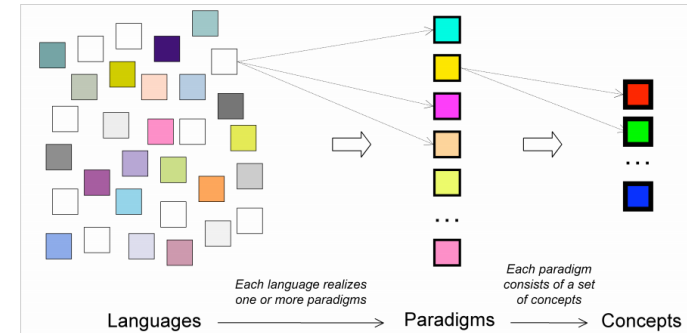 ...
...
Each language realizes
one or more paradigms
Each paradigm
consists of a set
of concepts
Languages
Paradigms
Concepts